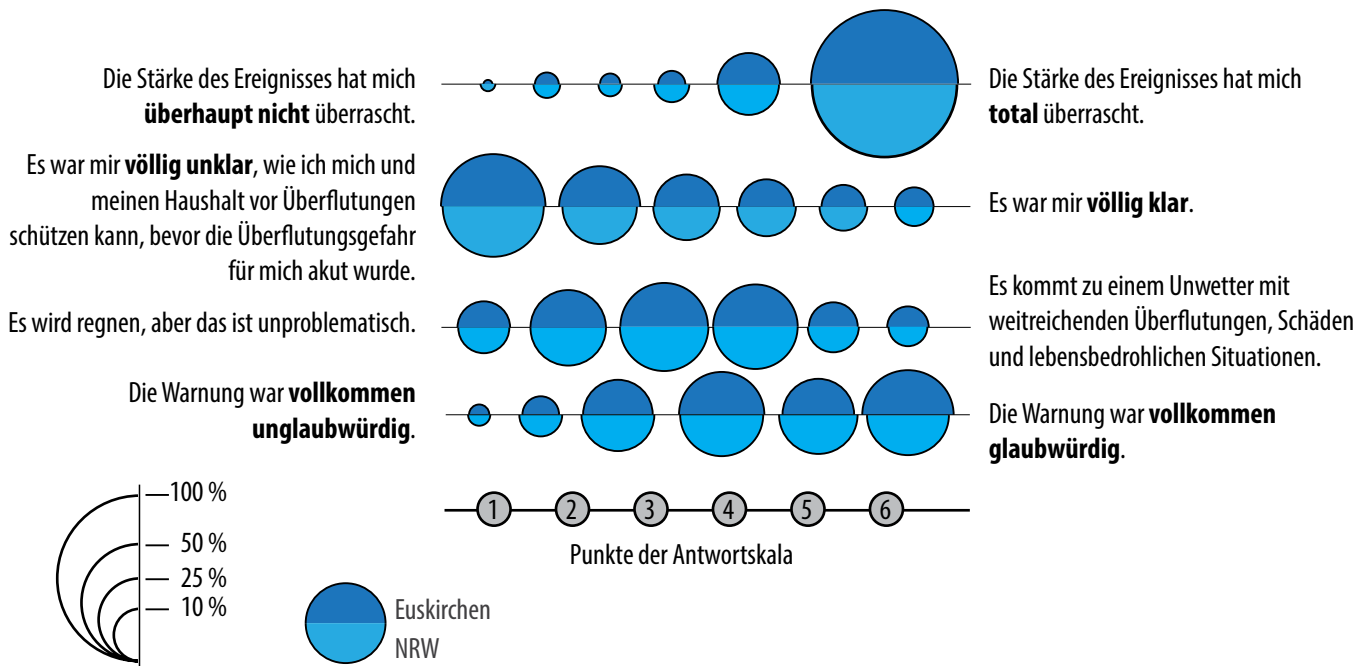 Die Stärke des Ereignisses hat mich
überhaupt nicht überrascht.
Die Stärke des Ereignisses hat mich
total überrascht.
Es war mir völlig unklar, wie ich mich und
meinen Haushalt vor Überflutungen
schützen kann, bevor die Überflutungsgefahr
für mich akut wurde.
Es war mir völlig klar.
Es wird regnen, aber das ist unproblematisch.
Es kommt zu einem Unwetter mit
weitreichenden Überflutungen, Schäden
und lebensbedrohlichen Situationen.
Die Warnung war vollkommen
unglaubwürdig.
Die Warnung war vollkommen
glaubwürdig.
1 2 3 4 5 6
Punkte der Antwortskala
100 %
50 %
25 %
10 %
Euskirchen
NRW